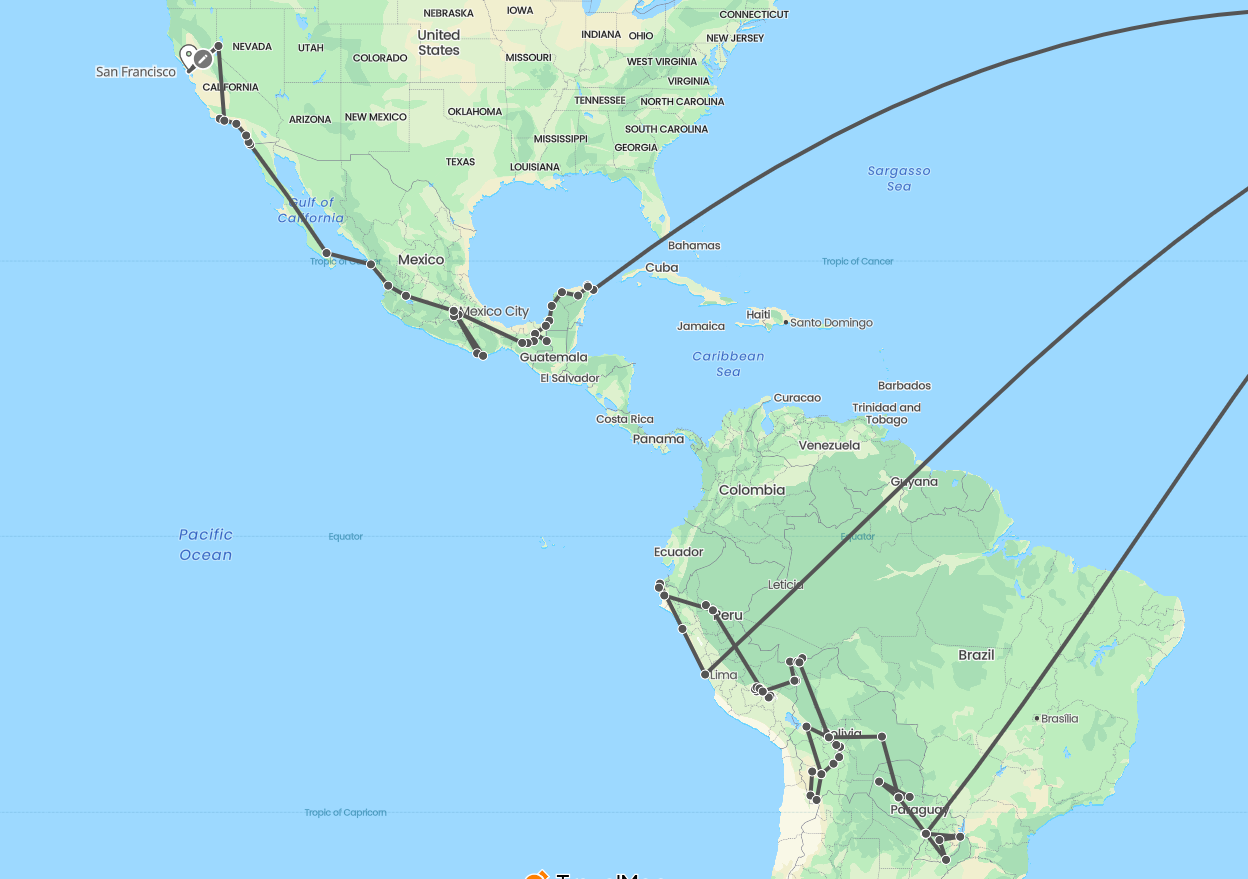 NEBRASKA
IOWA
CONNECTICUT
United
States
INDIANA
OHIO
NEW JERSEY
NEVADA
UTAH
COLORADO
MISSOURI
WEST VIRGINIA
San Francisco
CALIFORNIA
VIRGINIA
TENNESSEE
NORTH CAROLINA
OKLAHOMA
ARIZONA
NEW MEXICO
SOUTH CAROLINA
MISSISSIPPI
GEORGIA
TEXAS
LOUISIANA
Sargasso
Sea
Gulf of
California
Bahamas
Mexico
Tropic of Cancer
Tropic of Cancer
Cuba
Mexico City
Haiti
Santo Domingo
Jamaica
Guatemala
Caribbean
Sea
El Salvador
Barbados
Curacao
Trinidad and
Tobago
Costa Rica
Panama
Venezuela
Guyana
Colombia
Pacific
Ocean
Equator
Equator
Ecuador
Leticia
Peru
Brazil
Lima
Brasília
Bolivia
Paraguay
Tropic of Capricorn